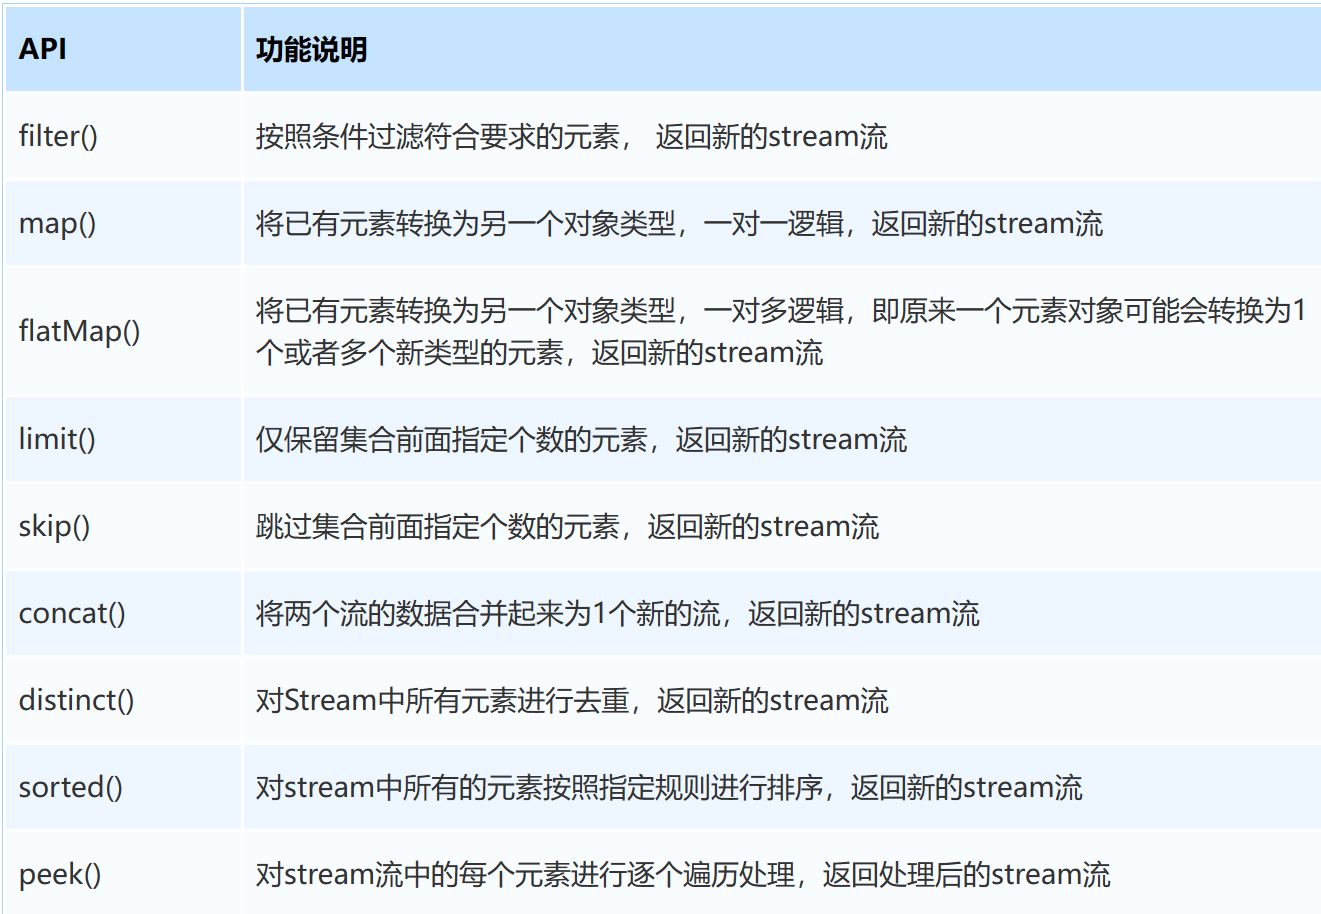 API 功能说明
filter() 按照条件过滤符合要求的元素， 返回新的stream流
map() 将已有元素转换为另一个对象类型，一对一逻辑，返回新的stream流
flatMap() 将已有元素转换为另一个对象类型，一对多逻辑，即原来一个元素对象可能会转换为1
个或者多个新类型的元素，返回新的stream流
limit() 仅保留集合前面指定个数的元素，返回新的stream流
skip() 跳过集合前面指定个数的元素，返回新的stream流
concat() 将两个流的数据合并起来为1个新的流，返回新的stream流
distinct() 对Stream中所有元素进行去重，返回新的stream流
sorted() 对stream中所有的元素按照指定规则进行排序，返回新的stream流
peek() 对stream流中的每个元素进行逐个遍历处理，返回处理后的stream流